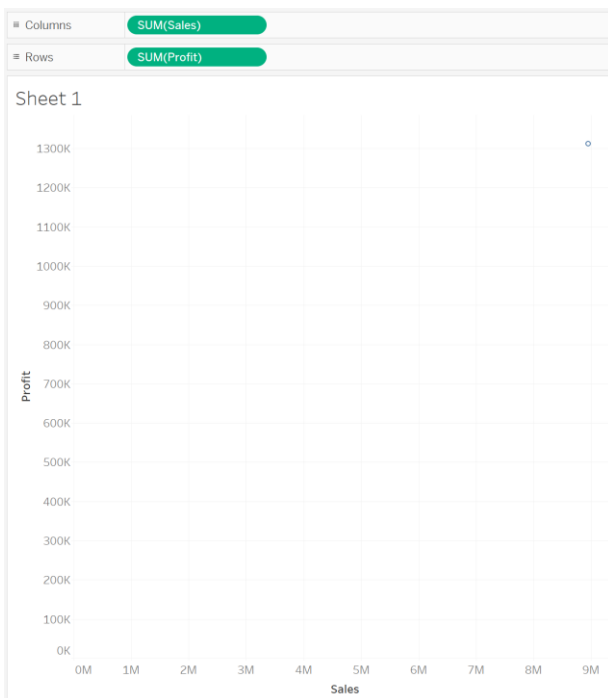 Columns
SUM(Sales)
Rows
SUM(Profit)
Sheet 1
1300K
1200K
1100K
1000K
900K
800K
700K
600K
500K
400K
300K
200K
100K
0K
Profit
0M 1M 2M 3M 4M 5M 6M 7M 8M 9M
Sales